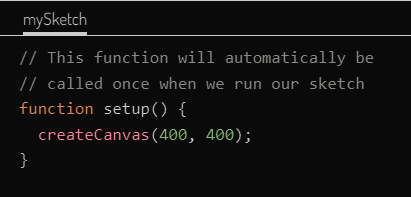 mySketch
// This function will automatically be
// called once when we run our sketch
function setup() {
  createCanvas(400, 400);
}